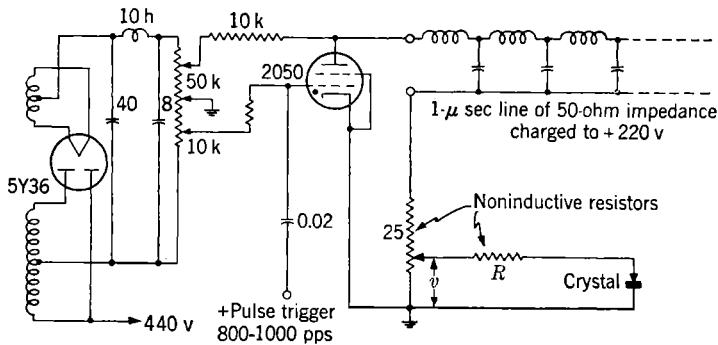 10 h
10 k
40
8
50 k
10 k
2050
5Y36
1-μ sec line of 50-ohm impedance
charged to + 220 v
Noninductive resistors
0.02
25
v
R
Crystal
440 v
+Pulse trigger
800-1000 pps